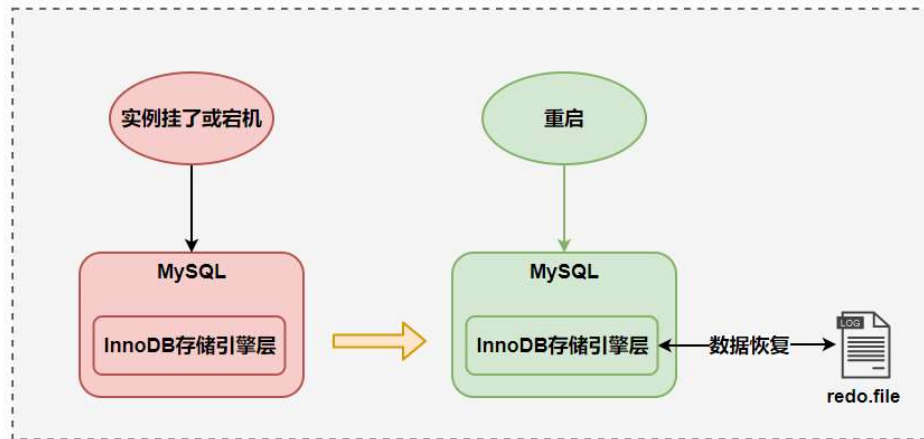 实例挂了或宕机
重启
MySQL
MySQL
InnoDB存储引擎层
InnoDB存储引擎层
数据恢复
LOG
redo.file